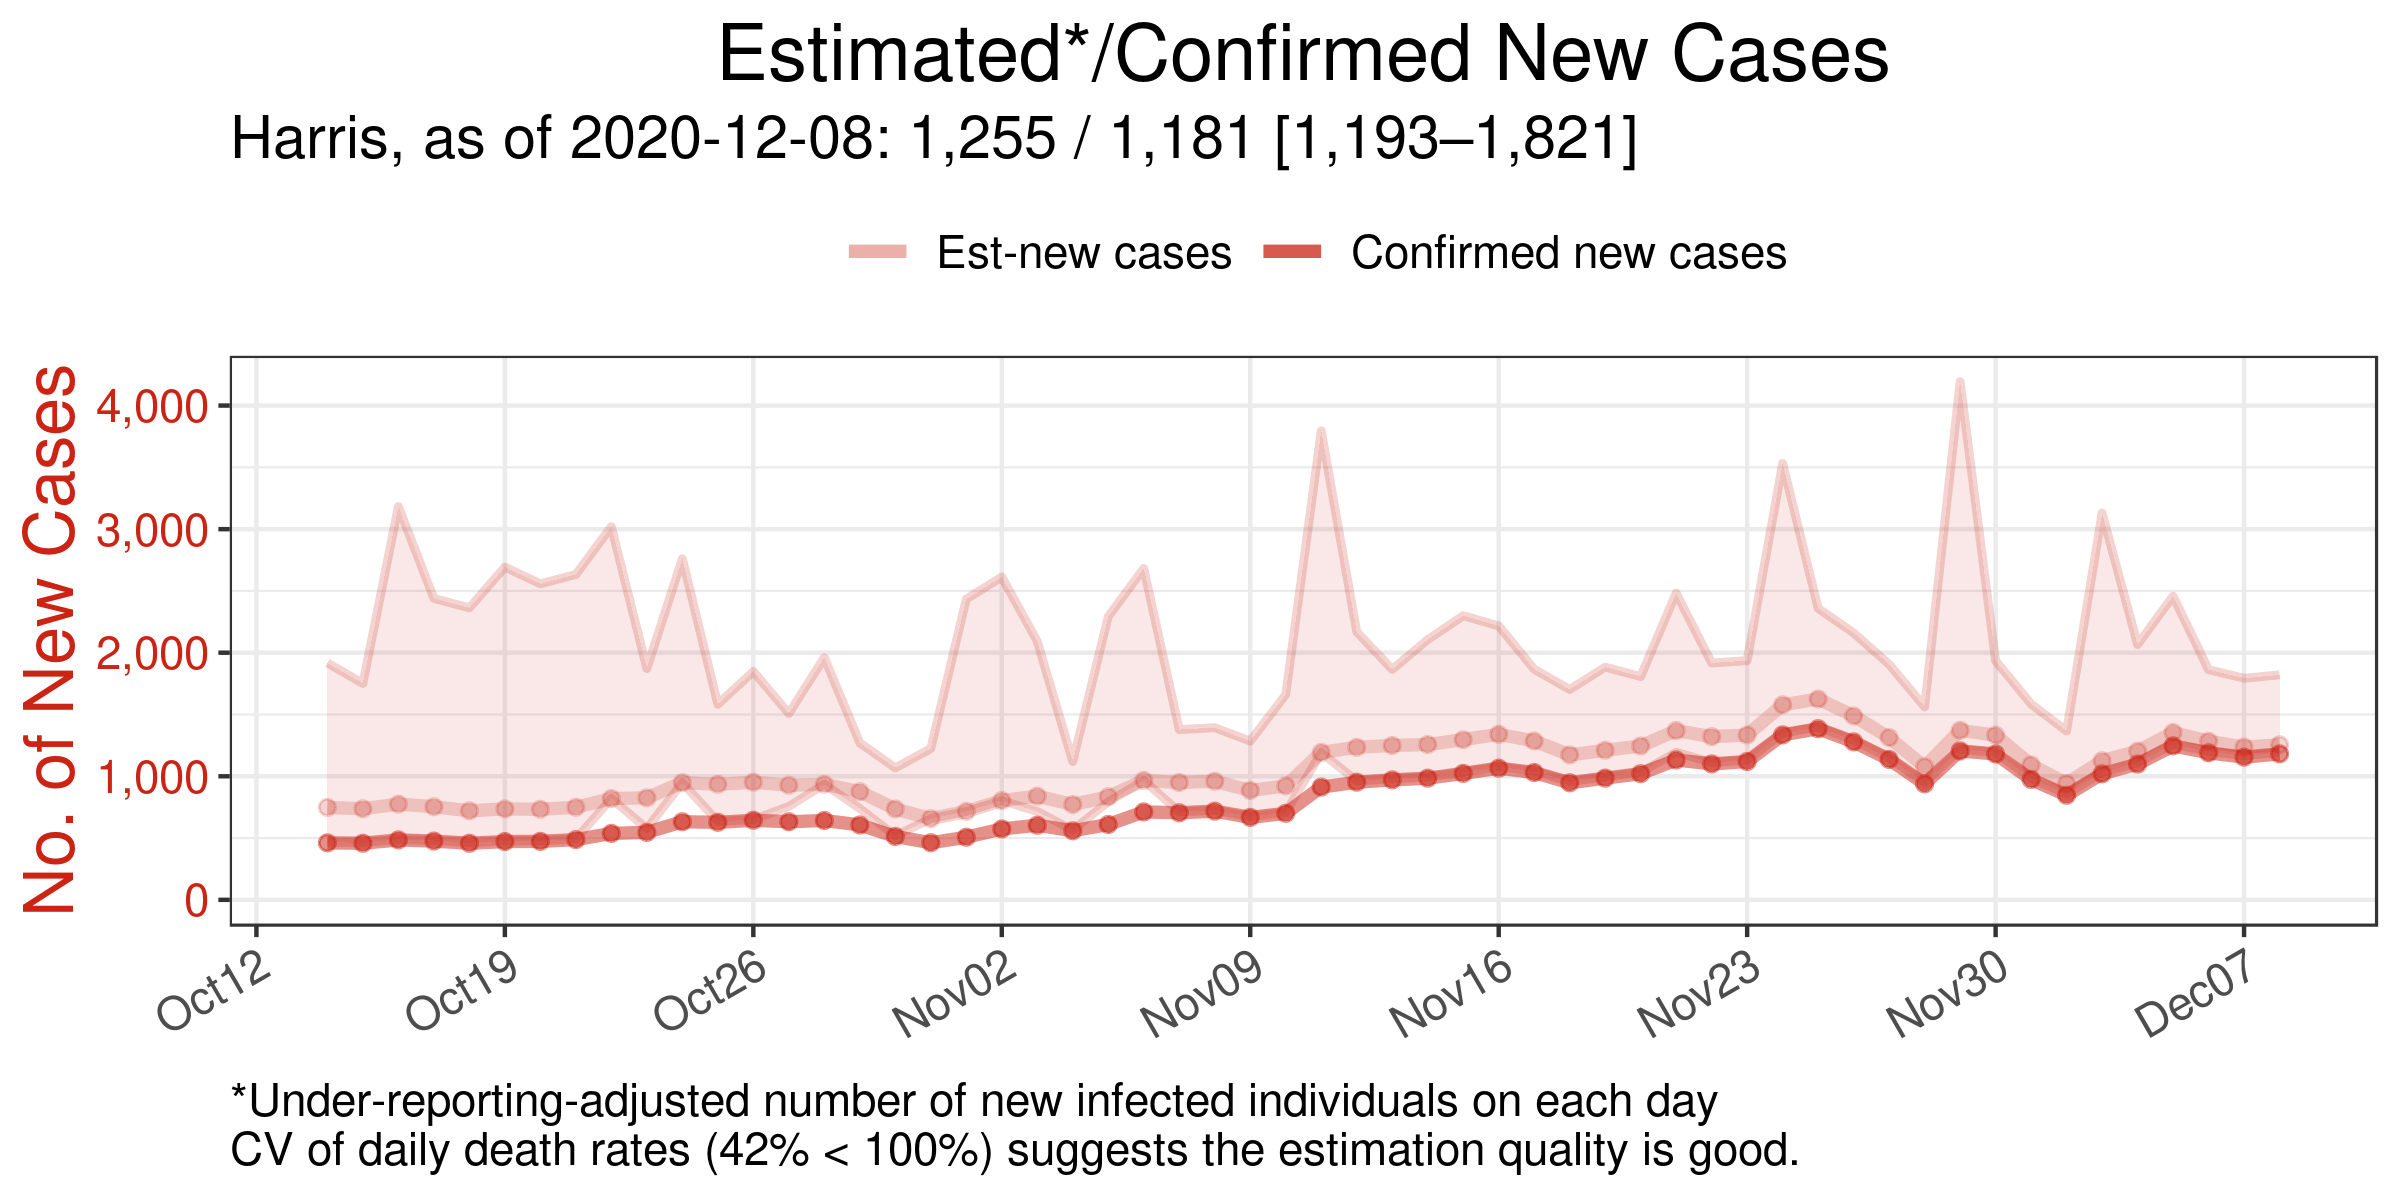 Estimated*/Confirmed New Cases
Harris, as of 2020-12-08: 1,255 / 1,181 [1,193–1,821]
Est-new cases
Confirmed new cases
No. of New Cases
4,000
3,000
2,000
1,000
0
Oct12
Oct19
Oct26
Nov02
Nov09
Nov16
Nov23
Nov30
Dec07
*Under-reporting-adjusted number of new infected individuals on each day
CV of daily death rates (42% < 100%) suggests the estimation quality is good.